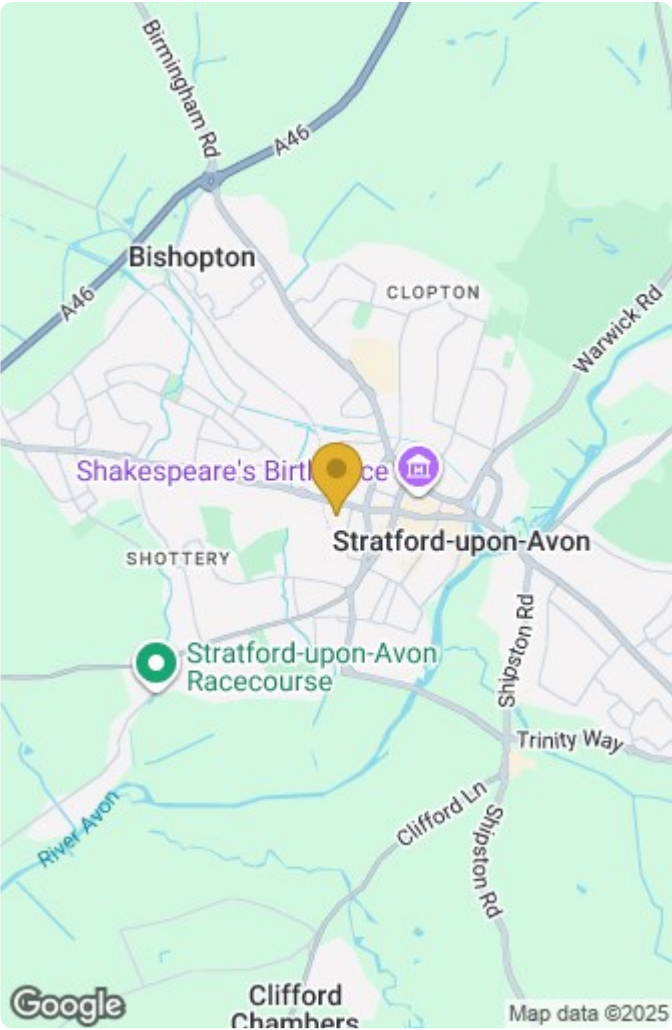 Birmingham Rd
A46
Bishopton
CLOPTON
A46
Warwick Rd
Shakespeare's Birthplace
Stratford-upon-Avon
SHOTTERY
Shipston Rd
Stratford-upon-Avon
Racecourse
Trinity Way
Clifford Ln
River Avon
Shipston Rd
Clifford
Chambers
Google
Map data ©2025